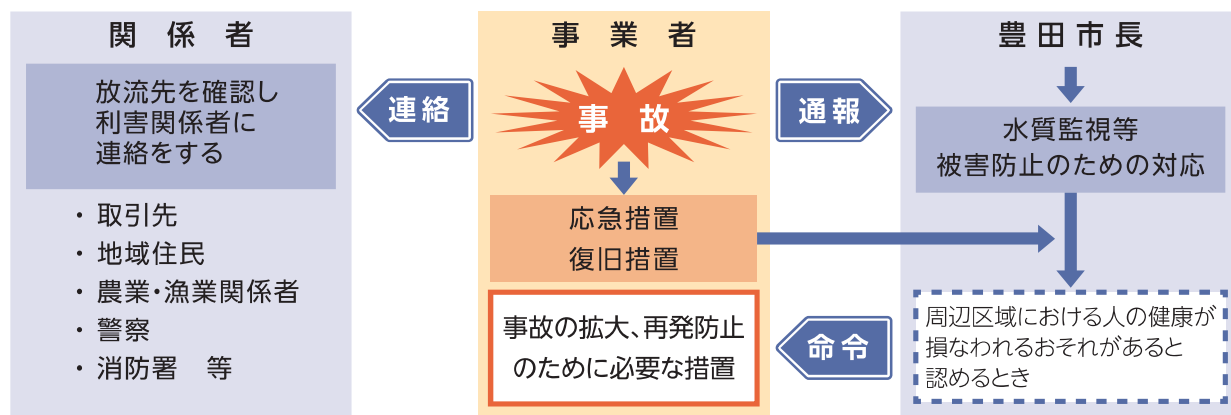 関係者
放流先を確認し
利害関係者に
連絡をする
・取引先
・地域住民
・農業・漁業関係者
・警察
・消防署　等
連絡
事業者
事故
応急措置
復旧措置
事故の拡大、再発防止
のために必要な措置
通報
命令
豊田市長
水質監視等
被害防止のための対応
周辺区域における人の健康が
損なわれるおそれがあると
認めるとき